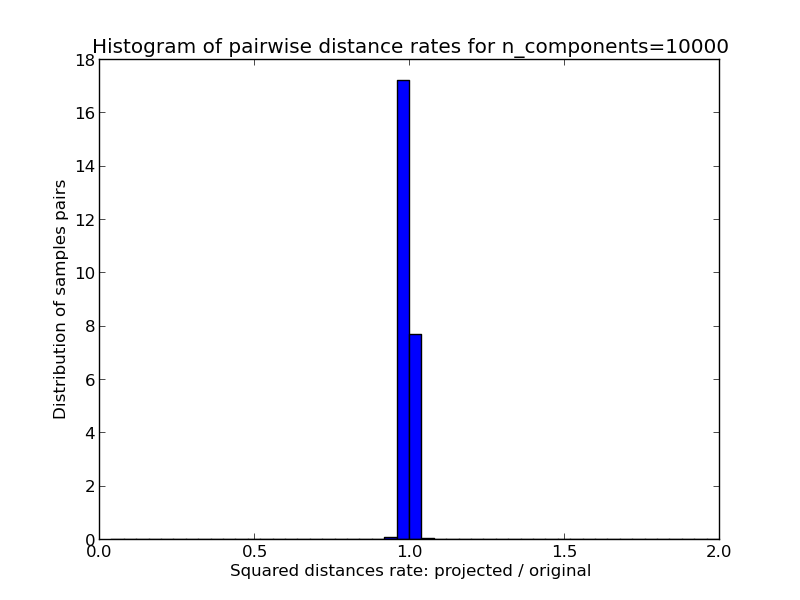 Histogram of pairwise distance rates for n_components=10000
18
16
14
12
10
8
6
4
2
0
0.0 0.5 1.0 1.5 2.0
Distribution of samples pairs
Squared distances rate: projected / original